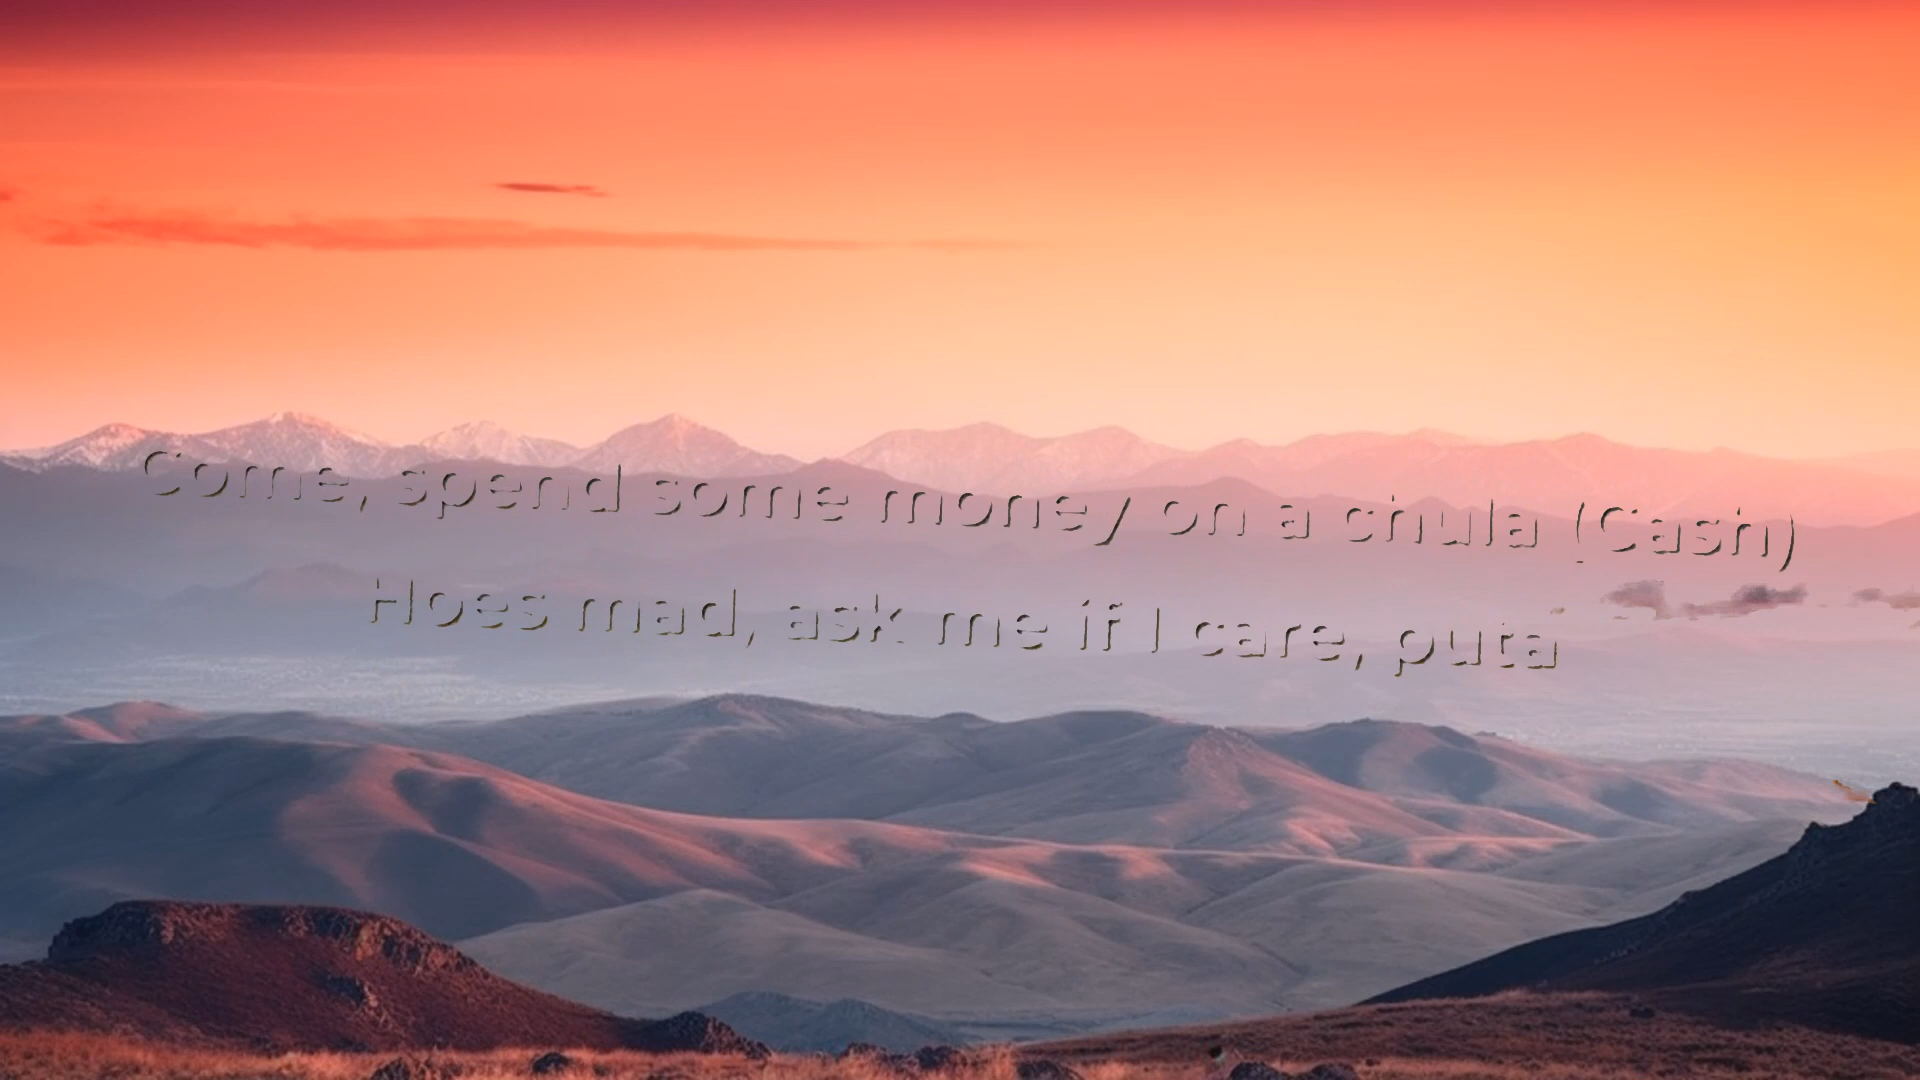 Come, spend some money on a chula (Cash)
Hoes mad, ask me if I care, puta